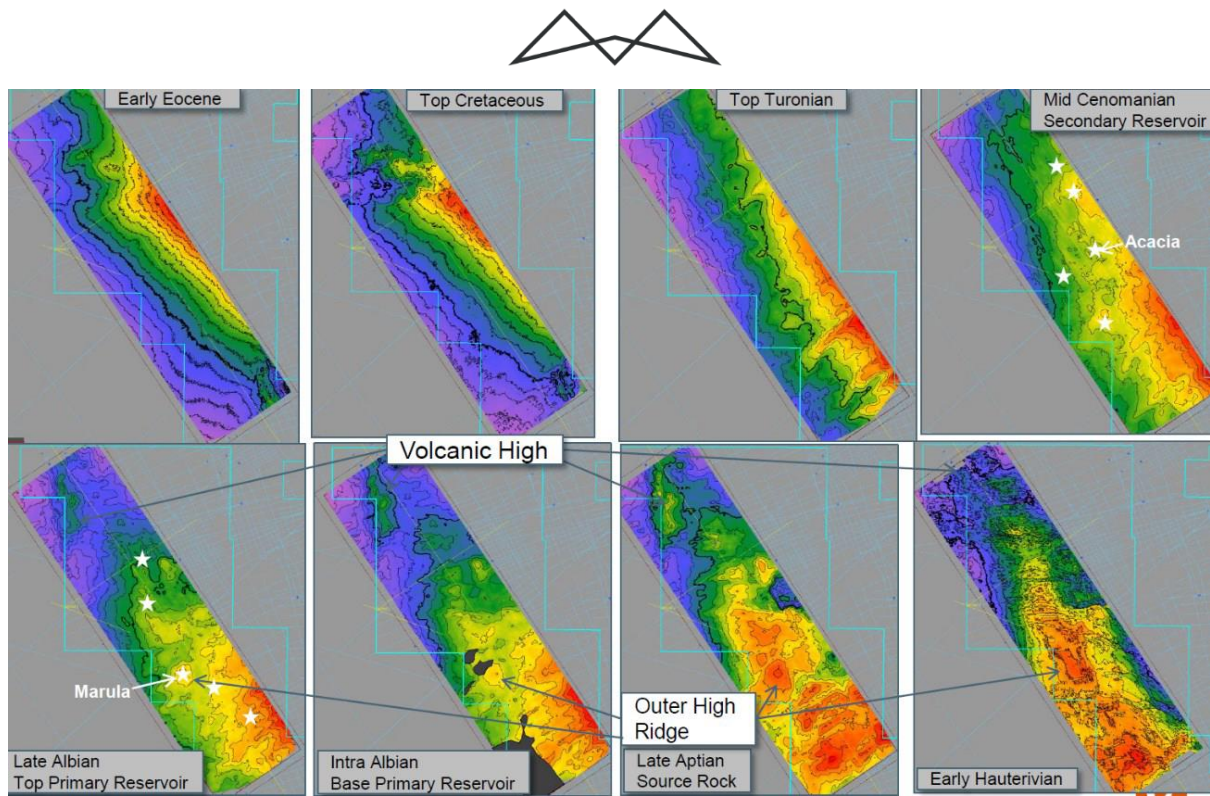 Early Eocene
Top Cretaceous
Top Turonian
Mid Cenomanian
Secondary Reservoir
Acacia
Volcanic High
Marula
Outer High
Ridge
Late Albian
Top Primary Reservoir
Intra Albian
Base Primary Reservoir
Late Aptian
Source Rock
Early Hauterivian